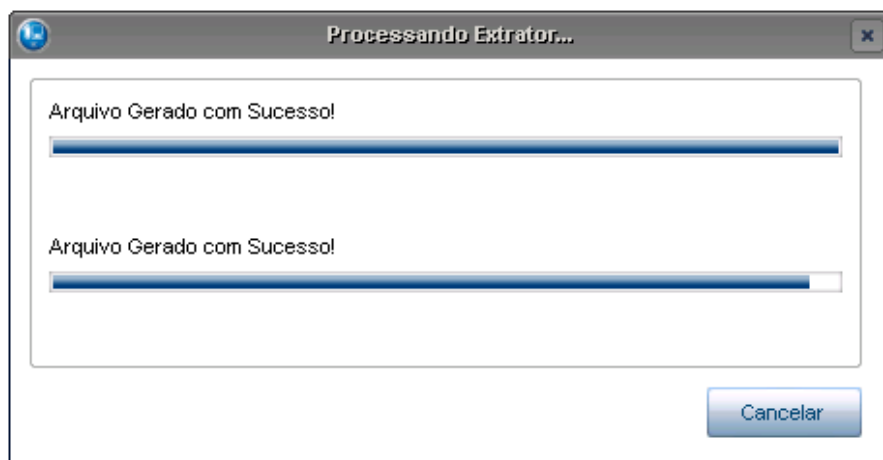 Processando Extrator...
Arquivo Gerado com Sucesso!
Arquivo Gerado com Sucesso!
Cancelar